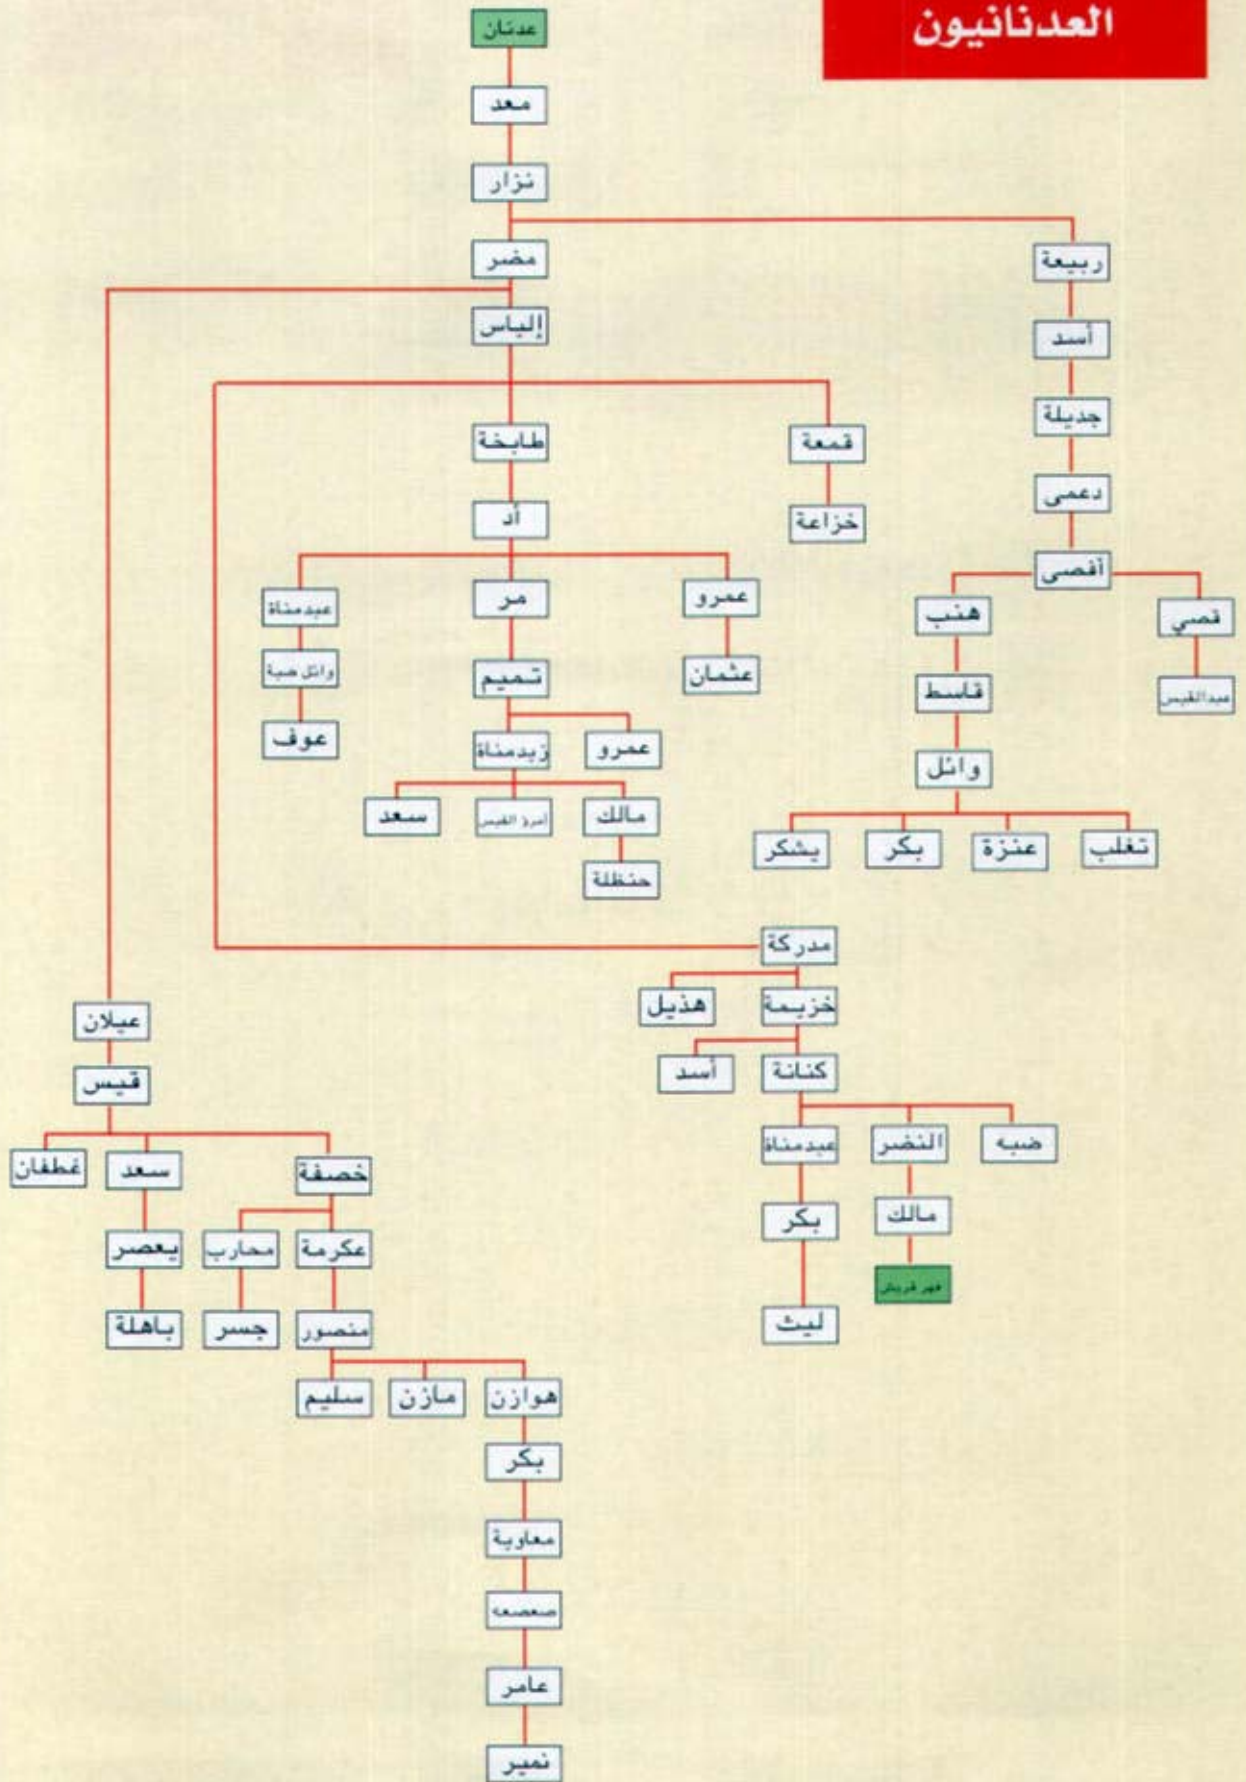 العدنانيون
عدنان
معد
نزار
مضر
ربيعة
إلياس
أسد
جديلة
طابخة
قمعة
دعمى
أد
خزاعة
أفصى
عبدمناة
مر
عمرو
هنب
قصي
وائل ضبة
تميم
عثمان
قاسط
عبدالقيس
عوف
زيدمناة
عمرو
وائل
سعد
امرؤ القيس
مالك
يشكر
بكر
عنزة
تغلب
حنظلة
مدركة
هذيل
خزيمة
عيلان
أسد
كنانة
قيس
عبدمناة
النضر
ضبه
غطفان
سعد
خصفة
بكر
مالك
يعصر
محارب
عكرمة
فهر قريش
باهلة
جسر
منصور
ليث
سليم
مازن
هوازن
بكر
معاوية
صعصعه
عامر
نمير